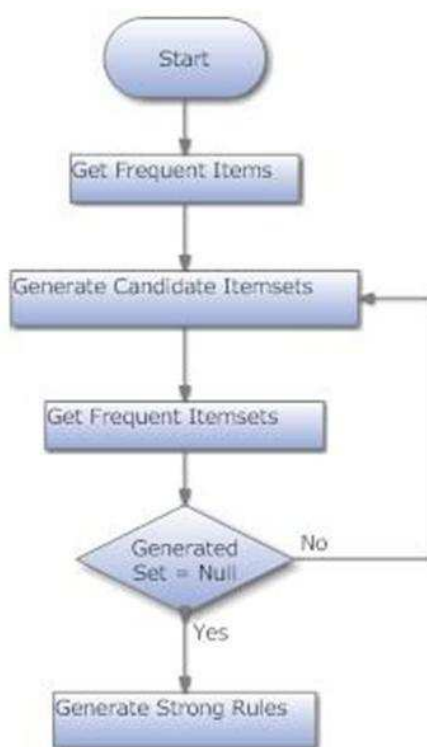 Start
Get Frequent Items
Generate Candidate Itemsets
Get Frequent Itemsets
Generated
Set = Null
No
Yes
Generate Strong Rules